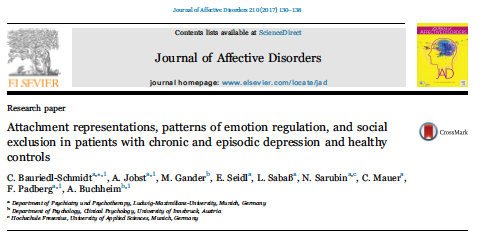 Journal of Affective Disorders 210 (2017) 130–138
Contents lists available at ScienceDirect
Journal of Affective Disorders
journal homepage: www.elsevier.com/locate/jad
ELSEVIER
JAD
Research paper
Attachment representations, patterns of emotion regulation, and social
exclusion in patients with chronic and episodic depression and healthy
controls
CrossMark
C. Bauriedl-Schmidt a,⁎,1, A. Jobst a,1, M. Gander b, E. Seidl a, L. Sabaß a, N. Sarubin a,c, C. Mauer a,
F. Padberg a,1, A. Buchheim b,1
a Department of Psychiatry and Psychotherapy, Ludwig-Maximilians-University, Munich, Germany
b Department of Psychology, Clinical Psychology, University of Innsbruck, Austria
c Hochschule Fresenius, University of Applied Sciences, Munich, Germany